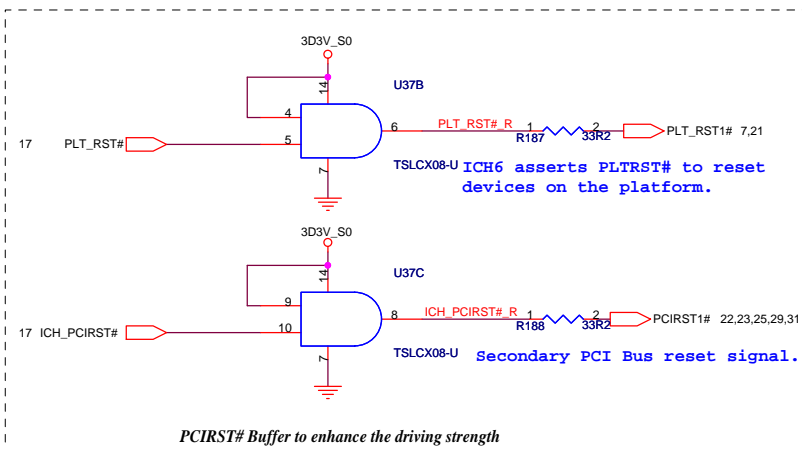 3D3V_S0
14
U37B
4
5
6
7
17 PLT_RST#
PLT_RST#_R
1
R187
2
33R2
PLT_RST1# 7,21
TSLCX08-U
ICH6 asserts PLTRST# to reset
devices on the platform.
3D3V_S0
14
U37C
9
10
8
7
17 ICH_PCIRST#
ICH_PCIRST#_R
1
R188
2
33R2
PCIRST1# 22,23,25,29,31
TSLCX08-U
Secondary PCI Bus reset signal.
PCIRST# Buffer to enhance the driving strength